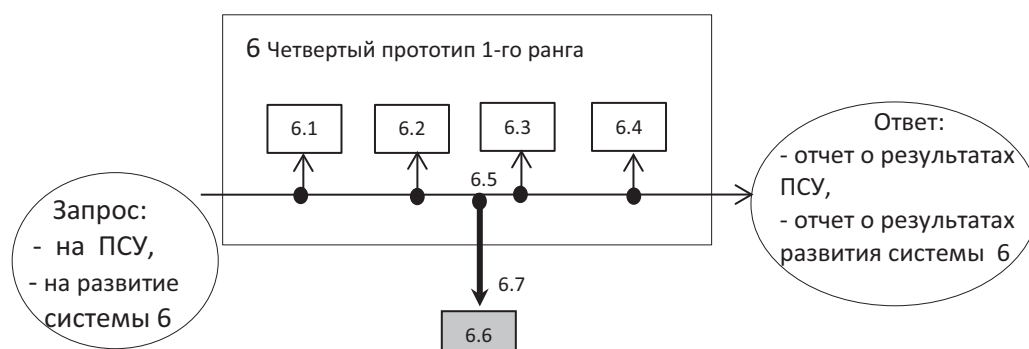 6 Четвертый прототип 1-го ранга
6.1
6.2
6.3
6.4
6.5
Запрос:
- на ПСУ,
- на развитие
системы 6
Ответ:
- отчет о результатах
ПСУ,
- отчет о результатах
развития системы 6
6.7
6.6